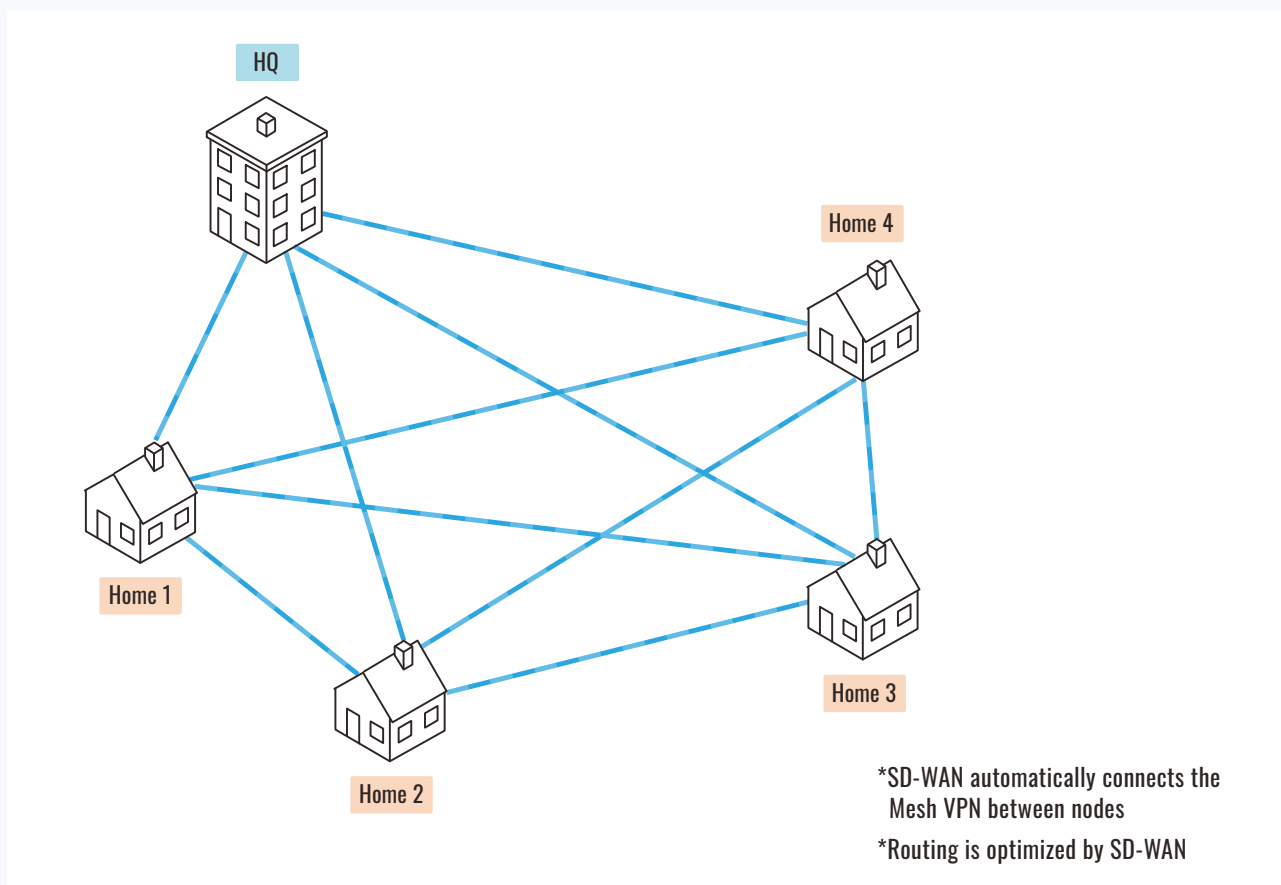 HQ
Home 4
Home 1
Home 3
Home 2
*SD-WAN automatically connects the
Mesh VPN between nodes
*Routing is optimized by SD-WAN